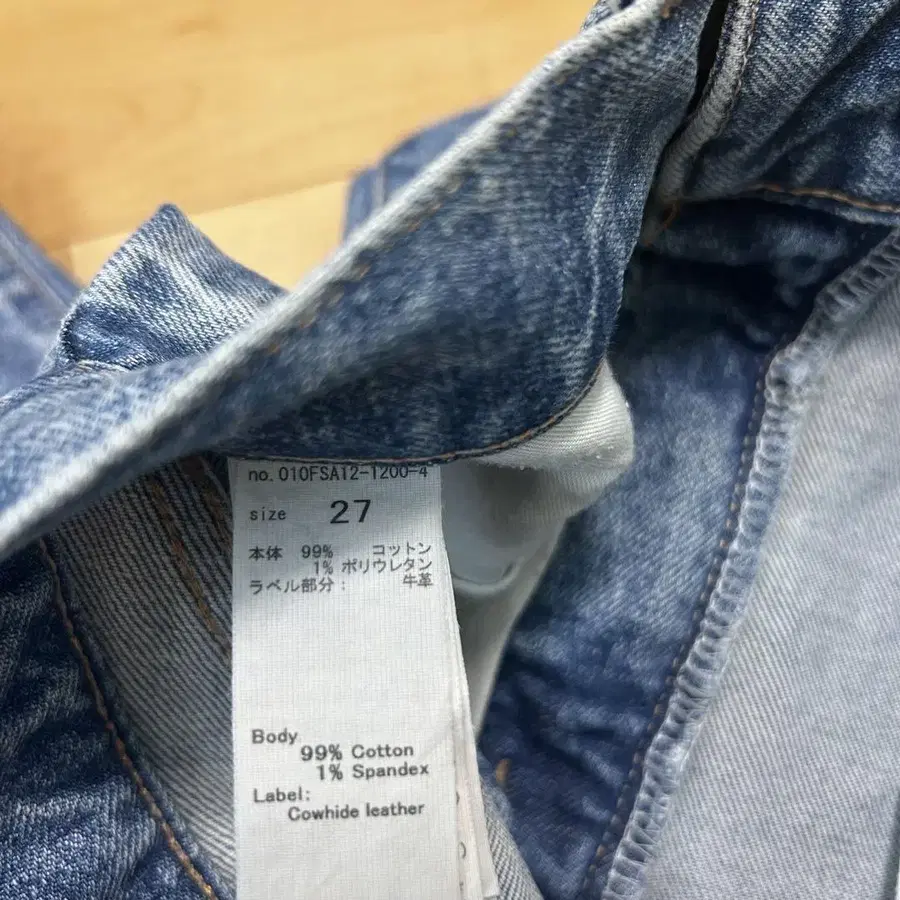 no. 010FSA12-1200-4
size 27
本体 99% コットン
1% ポリウレタン
ラベル部分: 牛革
Body
99% Cotton
1% Spandex
Label:
Cowhide leather